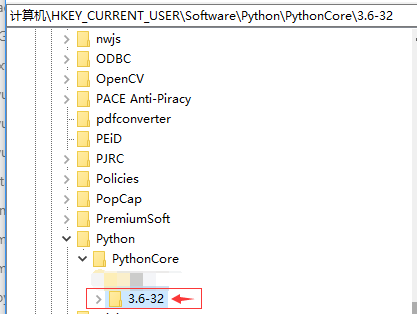 计算机\HKEY_CURRENT_USER\Software\Python\PythonCore\3.6-32
nwjs
ODBC
OpenCV
PACE Anti-Piracy
pdfconverter
PEiD
PJRC
Policies
PopCap
PremiumSoft
Python
PythonCore
3.6-32